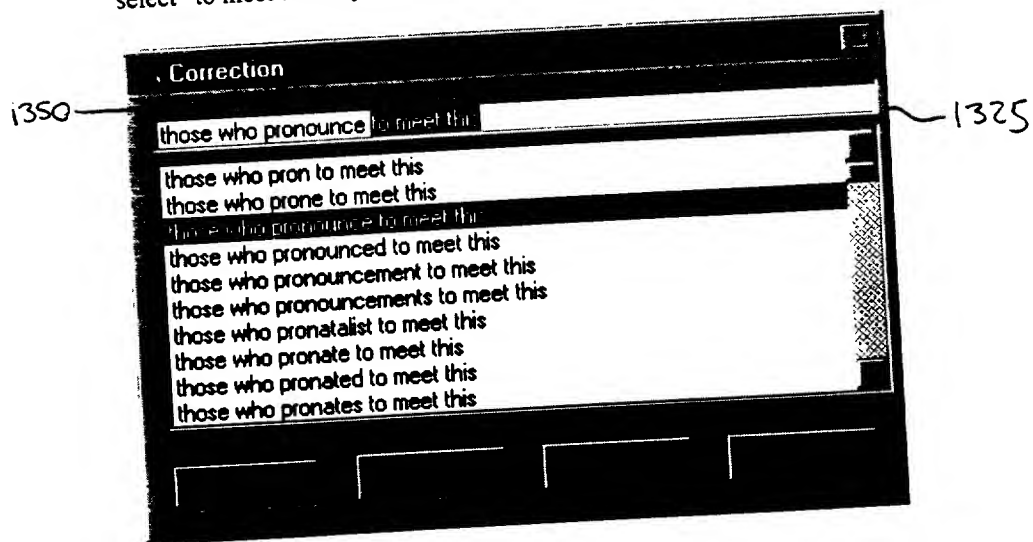 select "to meet
Correction
1350
those who pronounce to meet this
1325
those who pron to meet this
those who prone to meet this
those who pronounce to meet this
those who pronounced to meet this
those who pronouncement to meet this
those who pronouncements to meet this
those who pronatalist to meet this
those who pronate to meet this
those who pronated to meet this
those who pronates to meet this